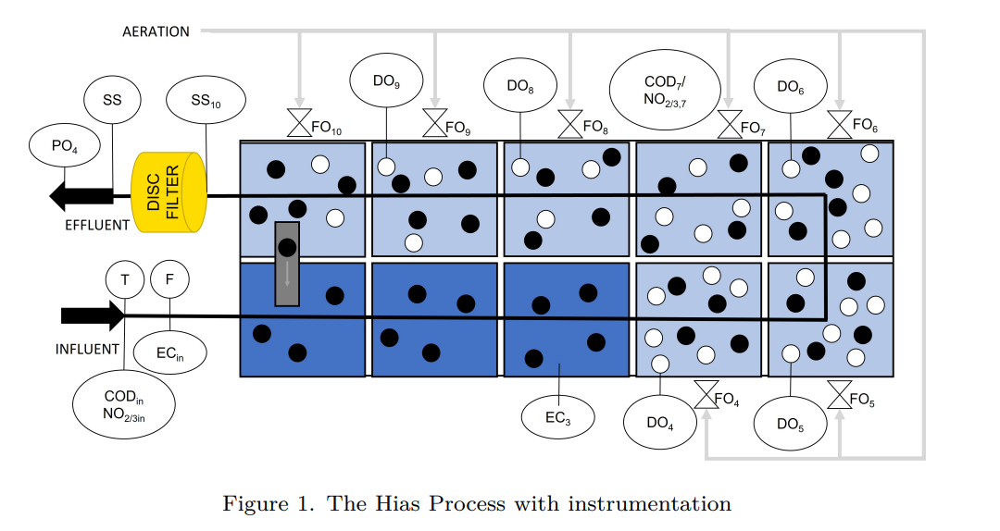 AERATION
DO₉
DO₈
COD₇/
NO₂/₃,₇
DO₆
SS
SS₁₀
FO₁₀
FO₉
FO₈
FO₇
FO₆
PO₄
DISC
FILTER
EFFLUENT
T
F
INFLUENT
ECᵢₙ
CODᵢₙ
NO₂/₃ᵢₙ
EC₃
DO₄
FO₄
DO₅
FO₅
Figure 1. The Hias Process with instrumentation